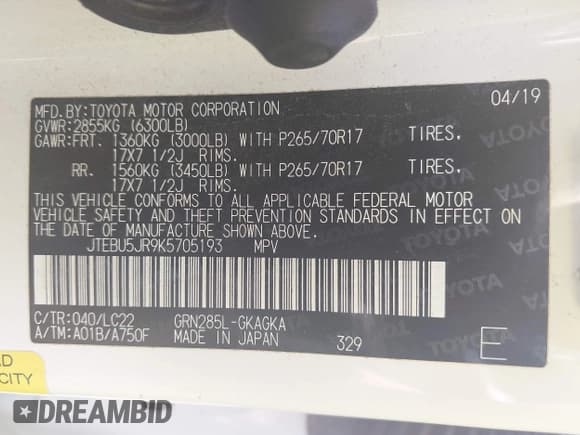 MFD.BY:TOYOTA MOTOR CORPORATION 04/19
GVWR:2855KG (6300LB)
GAWR:FRT. 1360KG (3000LB) WITH P265/70R17 TIRES.
17X7 1/2J RIMS.
RR. 1560KG (3450LB) WITH P265/70R17 TIRES.
17X7 1/2J RIMS.
THIS VEHICLE CONFORMS TO ALL APPLICABLE FEDERAL MOTOR
VEHICLE SAFETY AND THEFT PREVENTION STANDARDS IN EFFECT ON
THE DATE OF MANUFACTURE SHOWN ABOVE.
JTEBU5JR9K5705193 MPV
C/TR:040/LC22 GRN285L-GKAGKA
A/TM:A01B/A750F MADE IN JAPAN 329 E
AD
CITY
DREAMBID